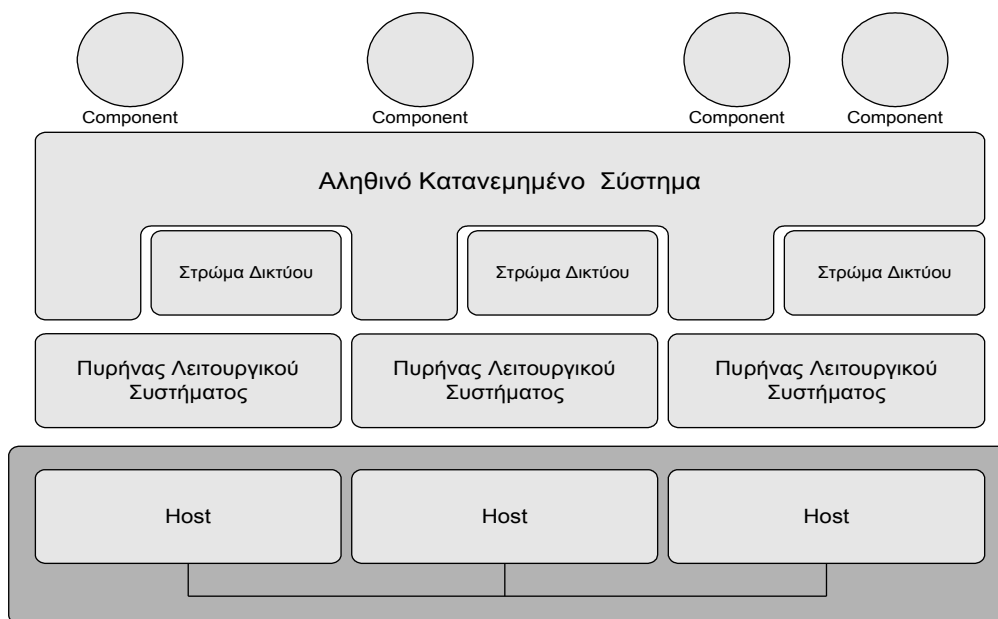 Component Component Component Component
Αληθινό Κατανεμημένο Σύστημα
Στρώμα Δικτύου Στρώμα Δικτύου Στρώμα Δικτύου
Πυρήνας Λειτουργικού Πυρήνας Λειτουργικού Πυρήνας Λειτουργικού
Συστήματος Συστήματος Συστήματος
Host Host Host